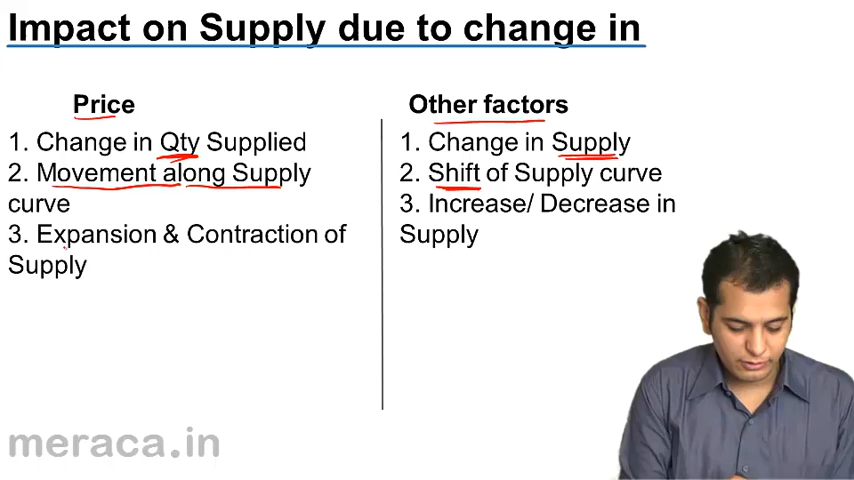 Impact on Supply due to change in
Price
1. Change in Qty Supplied
2. Movement along Supply
curve
3. Expansion & Contraction of
Supply
Other factors
1. Change in Supply
2. Shift of Supply curve
3. Increase/ Decrease in
Supply
meraca.in